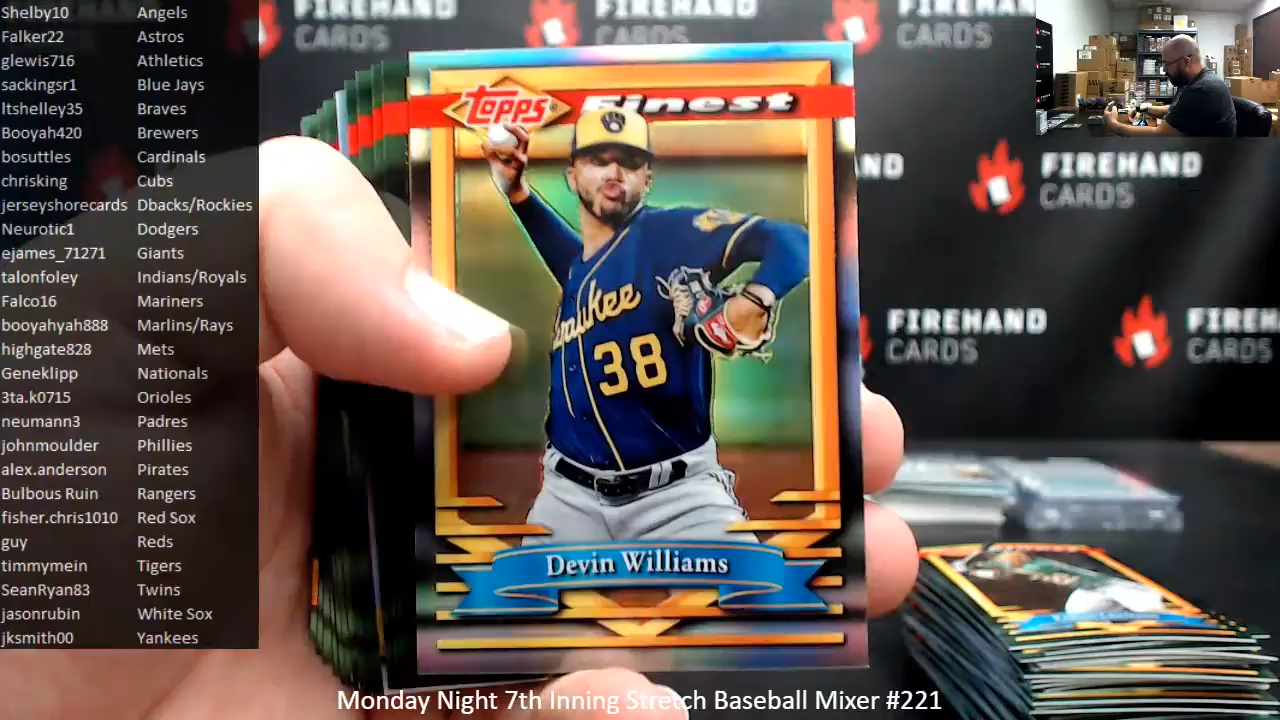 Shelby10 Angels
Falker22 Astros
glewis716 Athletics
sackingsr1 Blue Jays
Itshelley35 Braves
Booyah420 Brewers
bosuttles Cardinals
chrisking Cubs
jerseyshorecards Dbacks/Rockies
Neurotic1 Dodgers
ejames_71271 Giants
talonfoley Indians/Royals
Falco16 Mariners
booyahyah888 Marlins/Rays
highgate828 Mets
Geneklipp Nationals
3ta.k0715 Orioles
neumann3 Padres
johnmoulder Phillies
alex.anderson Pirates
Bulbous Ruin Rangers
fisher.chris1010 Red Sox
guy Reds
timmymein Tigers
SeanRyan83 Twins
jasonrubin White Sox
jksmith00 Yankees
FIREHAND
CARDS
FIREHAND
FIREHAND
CARDS
Topps Finest
38
Devin Williams
AND
FIREHAND
CARDS
FIREHAND
CARDS
FIREHAND
CARDS
Monday Night 7th Inning Stretch Baseball Mixer #221